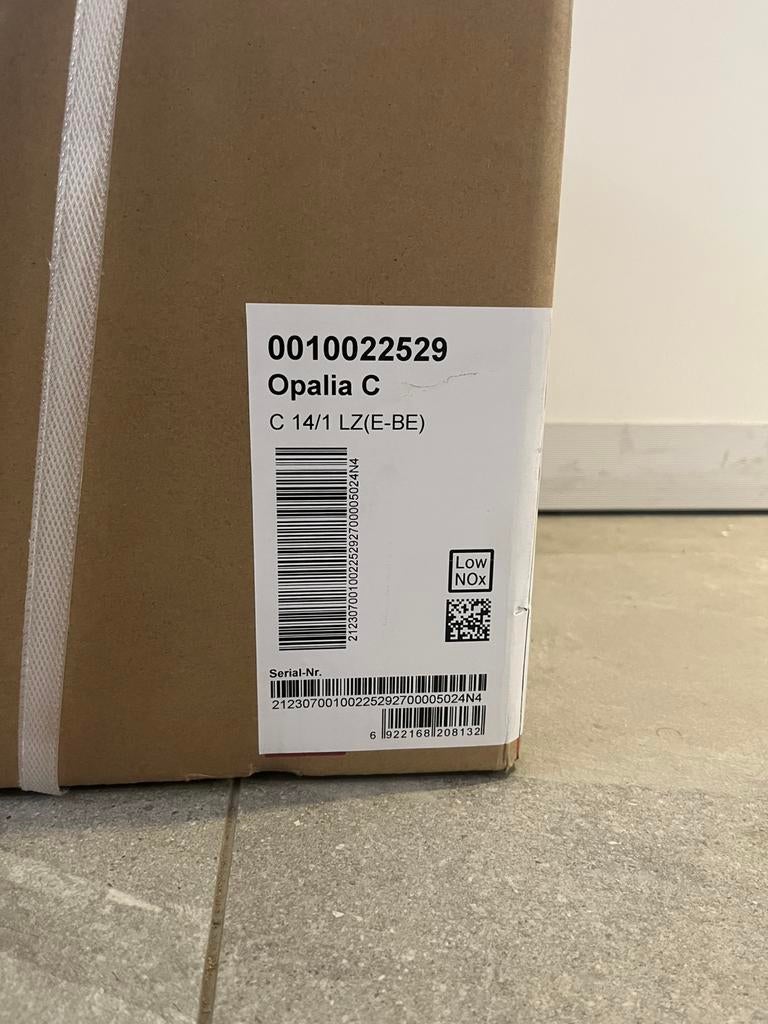 0010022529
Opalia C
C 14/1 LZ(E-BE)
21230700100225292700005024N4
Low
NOx
Serial-Nr.
21230700100225292700005024N4
6 922168 208132